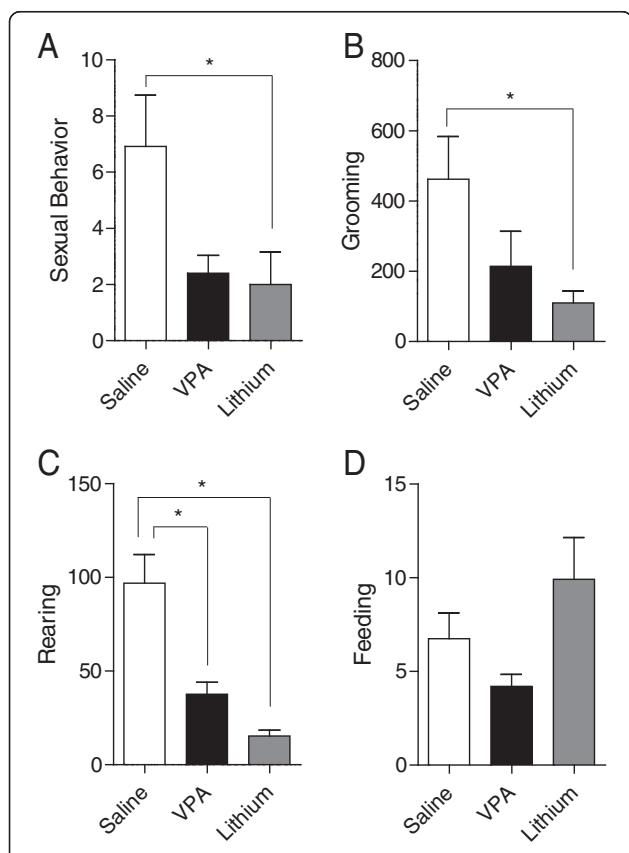 A
Sexual Behavior
10
8
6
4
2
0
*
Saline
VPA
Lithium
B
Grooming
800
600
400
200
0
*
Saline
VPA
Lithium
C
Rearing
150
100
50
0
*
*
Saline
VPA
Lithium
D
Feeding
15
10
5
0
Saline
VPA
Lithium